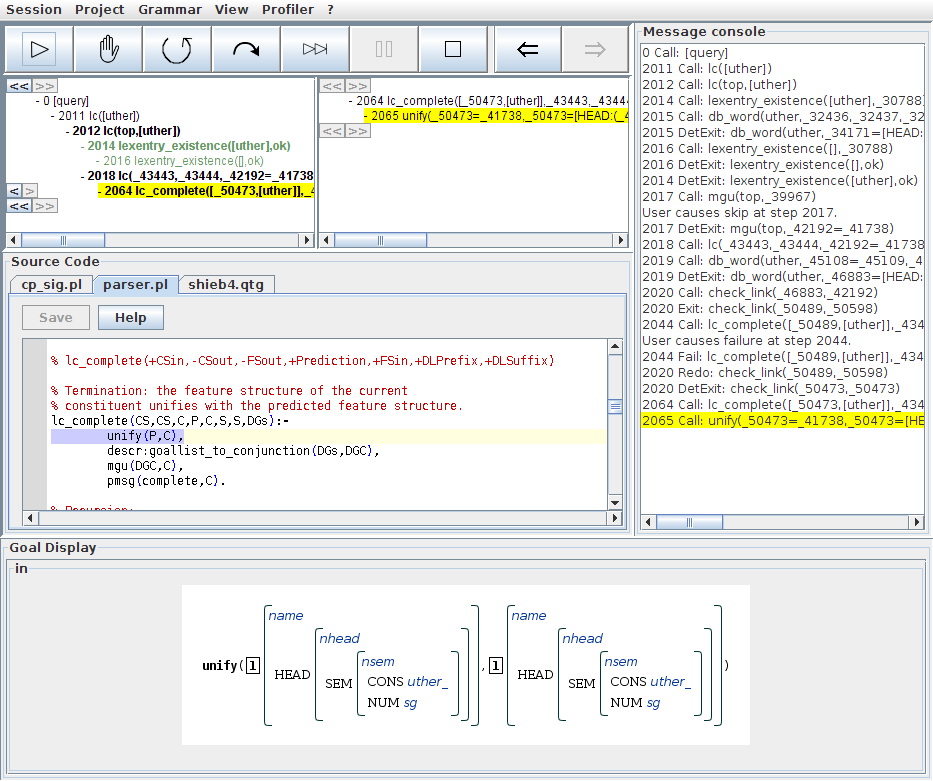 Session Project Grammar View Profiler ?
<< >>
- 0 [query]
- 2011 lc([uther])
- 2012 lc(top,[uther])
- 2014 lexentry_existence([uther],ok)
- 2016 lexentry_existence([],ok)
- 2018 lc(_43443,_43444,_42192=_41738
< >
- 2064 lc_complete([_50473,[uther]],_4
<< >>
<< >>
- 2064 lc_complete([_50473,[uther]],_43443,_4344
- 2065 unify(_50473=_41738,_50473=[HEAD:(_4
<< >>
Source Code
cp_sig.pl parser.pl shieb4.qtg
Save Help
% lc_complete(+CSin,-CSout,-FSout,+Prediction,+FSin,+DLPrefix,+DLSuffix)
% Termination: the feature structure of the current
% constituent unifies with the predicted feature structure.
lc_complete(CS,CS,C,P,C,S,S,DGs):-
unify(P,C),
descr:goallist_to_conjunction(DGs,DGC),
mgu(DGC,C),
pmsg(complete,C).
% Recursion:
Message console
0 Call: [query]
2011 Call: lc([uther])
2012 Call: lc(top,[uther])
2014 Call: lexentry_existence([uther],_30788
2015 Call: db_word(uther,_32436,_32437,_32
2015 DetExit: db_word(uther,_34171=[HEAD:
2016 Call: lexentry_existence([],_30788)
2016 DetExit: lexentry_existence([],ok)
2014 DetExit: lexentry_existence([uther],ok)
2017 Call: mgu(top,_39967)
User causes skip at step 2017.
2017 DetExit: mgu(top,_42192=_41738)
2018 Call: lc(_43443,_43444,_42192=_41738
2019 Call: db_word(uther,_45108=_45109,_4
2019 DetExit: db_word(uther,_46883=[HEAD:
2020 Call: check_link(_46883,_42192)
2020 Exit: check_link(_50489,_50598)
2044 Call: lc_complete([_50489,[uther]],_434
User causes failure at step 2044.
2044 Fail: lc_complete([_50489,[uther]],_434
2020 Redo: check_link(_50489,_50598)
2020 DetExit: check_link(_50473,_50473)
2064 Call: lc_complete([_50473,[uther]],_434
2065 Call: unify(_50473=_41738,_50473=[HE
Goal Display
in
name name
nhead nhead
nsem nsem
unify( 1 HEAD SEM CONS uther_ , 1 HEAD SEM CONS uther_ )
NUM sg NUM sg